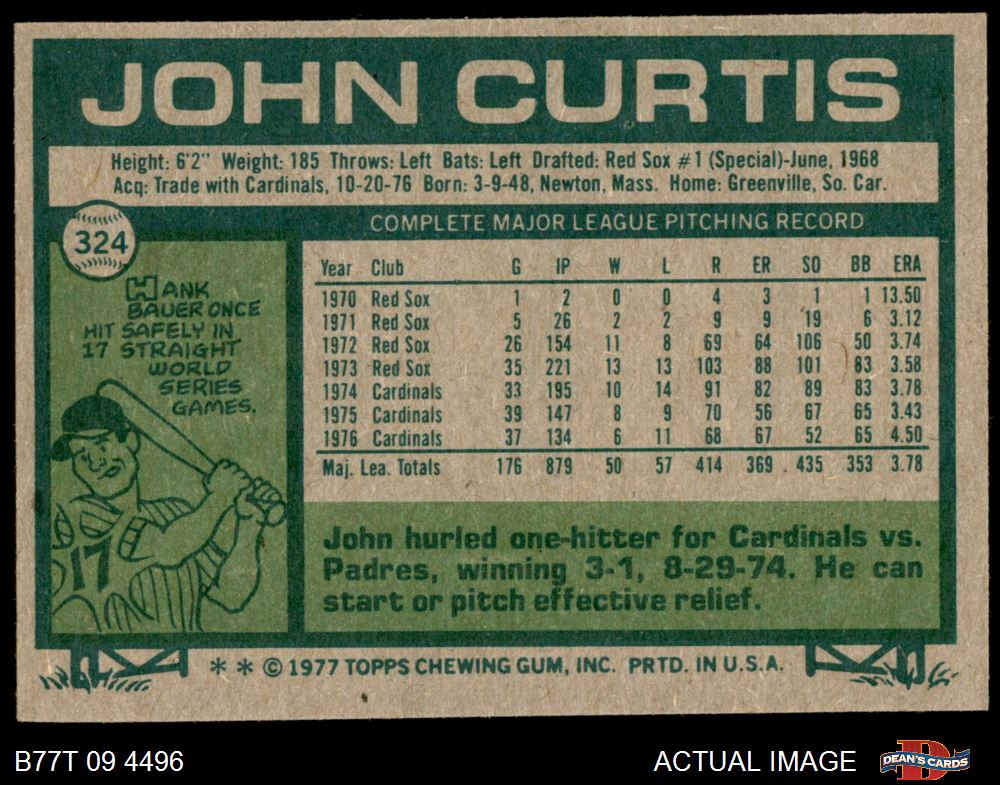 JOHN CURTIS
Height: 6'2" Weight: 185 Throws: Left Bats: Left Drafted: Red Sox #1 (Special)-June, 1968
Acq: Trade with Cardinals, 10-20-76 Born: 3-9-48, Newton, Mass. Home: Greenville, So. Car.
324
COMPLETE MAJOR LEAGUE PITCHING RECORD
HANK
BAUER ONCE
HIT SAFELY IN
17 STRAIGHT
WORLD
SERIES
GAMES.
17
Year Club G IP W L R ER SO BB ERA
1970 Red Sox 1 2 0 0 4 3 1 1 13.50
1971 Red Sox 5 26 2 2 9 9 19 6 3.12
1972 Red Sox 26 154 11 8 69 64 106 50 3.74
1973 Red Sox 35 221 13 13 103 88 101 83 3.58
1974 Cardinals 33 195 10 14 91 82 89 83 3.78
1975 Cardinals 39 147 8 9 70 56 67 65 3.43
1976 Cardinals 37 134 6 11 68 67 52 65 4.50
Maj. Lea. Totals 176 879 50 57 414 369 435 353 3.78
John hurled one-hitter for Cardinals vs.
Padres, winning 3-1, 8-29-74. He can
start or pitch effective relief.
** © 1977 TOPPS CHEWING GUM, INC. PRTD. IN U.S.A.
B77T 09 4496
ACTUAL IMAGE
D
DEAN'S CARDS